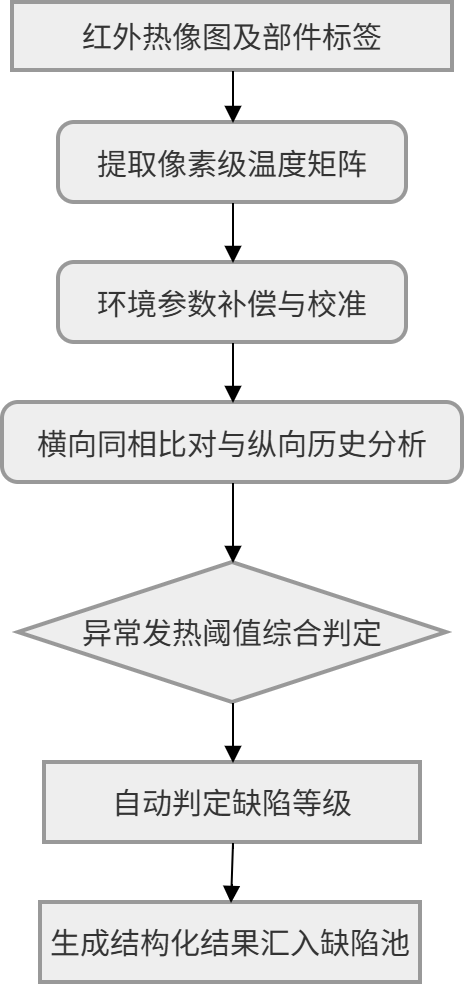 红外热像图及部件标签
提取像素级温度矩阵
环境参数补偿与校准
横向同相比对与纵向历史分析
异常发热阈值综合判定
自动判定缺陷等级
生成结构化结果汇入缺陷池